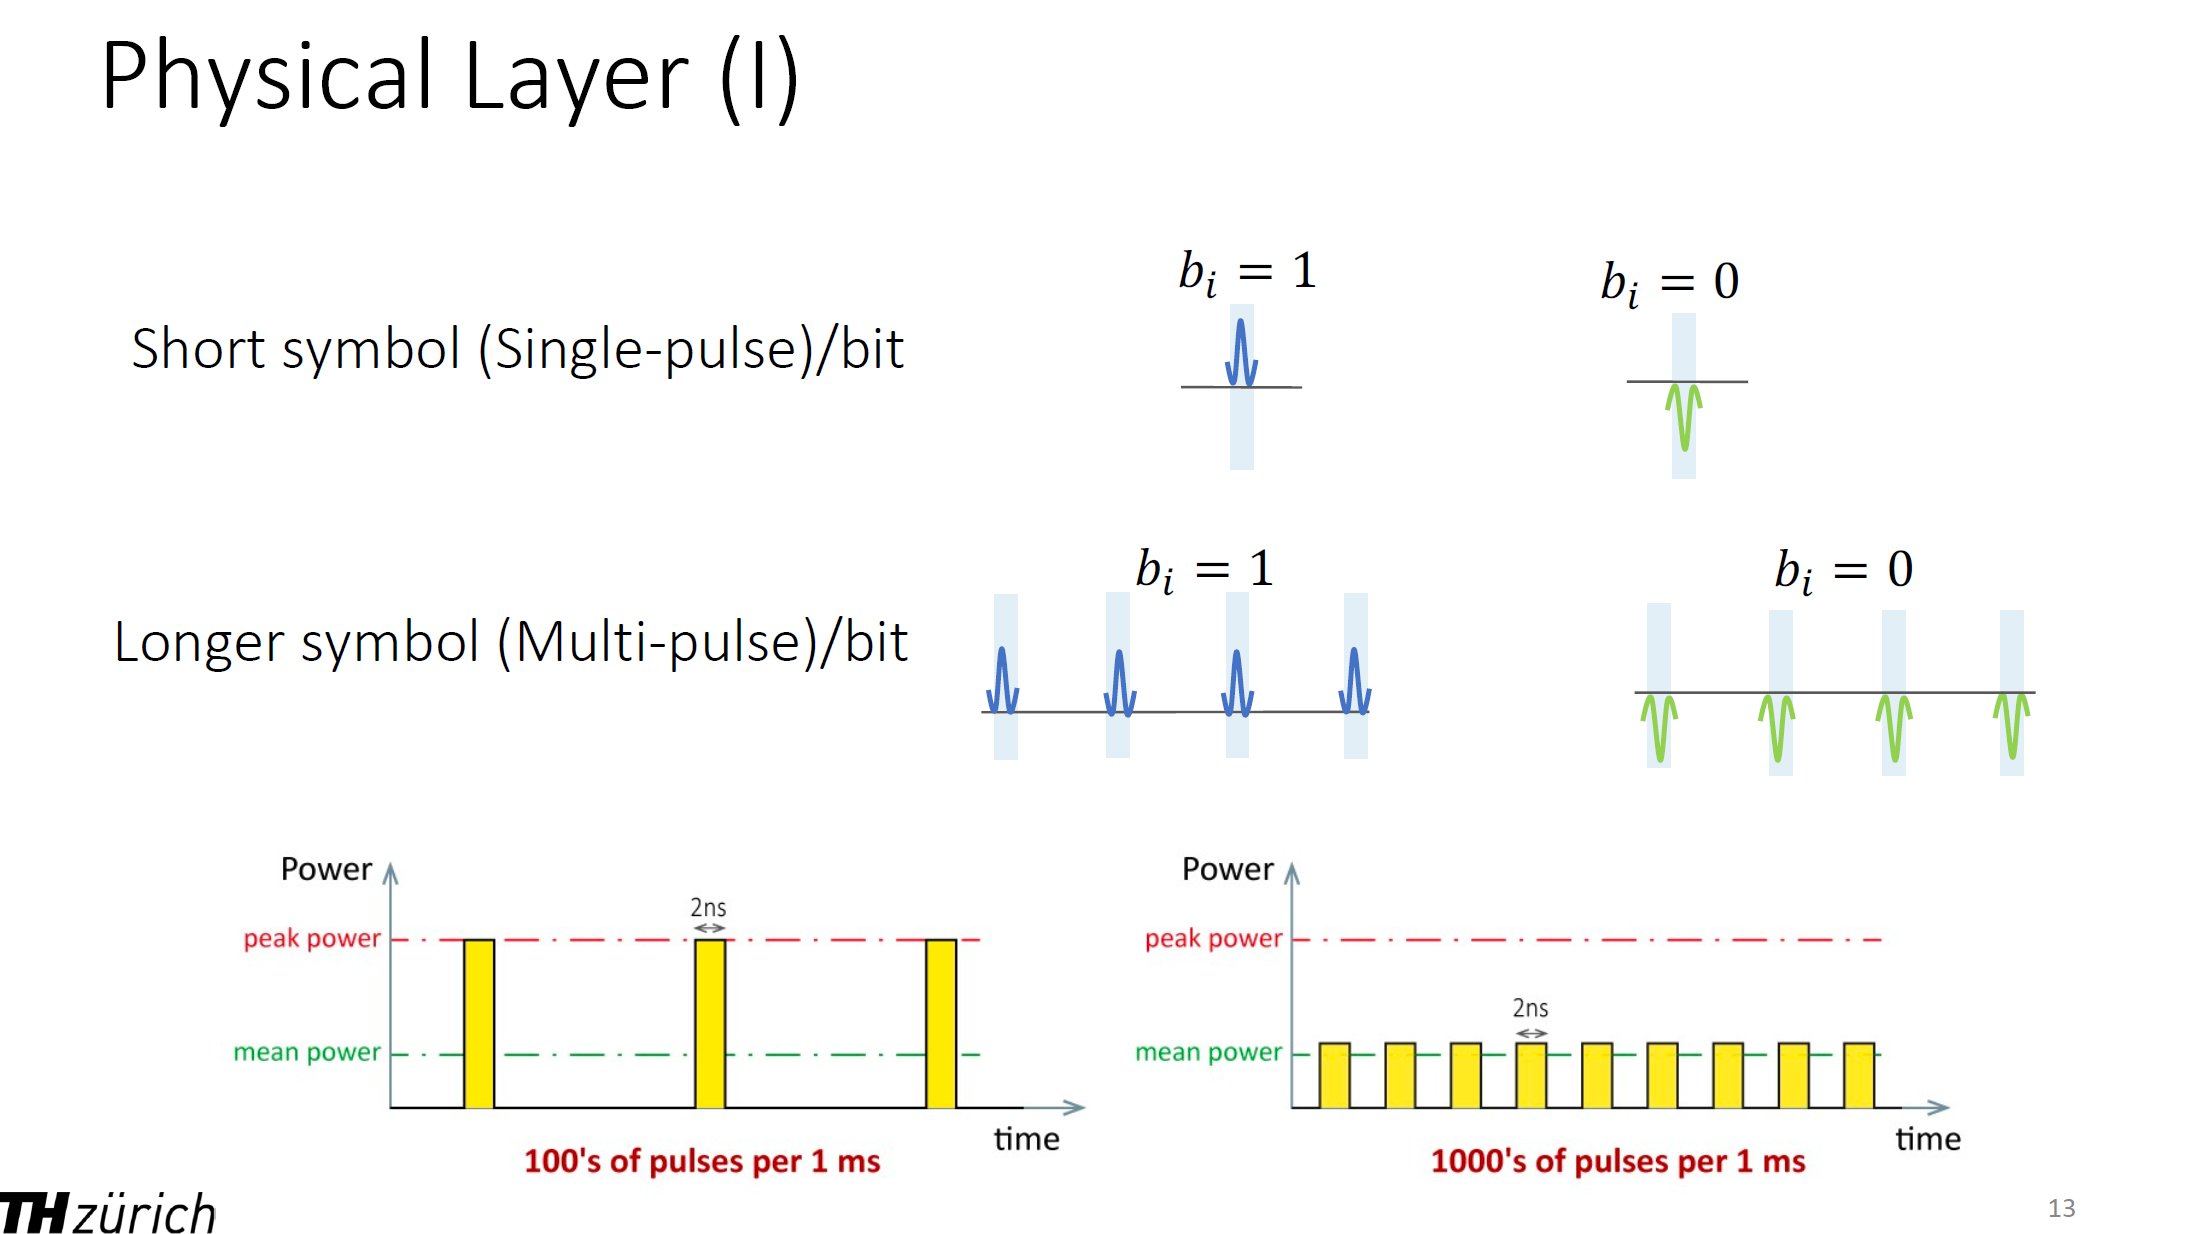 Physical Layer (I)
b_i = 1
b_i = 0
Short symbol (Single-pulse)/bit
b_i = 1
b_i = 0
Longer symbol (Multi-pulse)/bit
Power
2ns
peak power
mean power
time
100's of pulses per 1 ms
Power
peak power
2ns
mean power
time
1000's of pulses per 1 ms
TH zürich
13